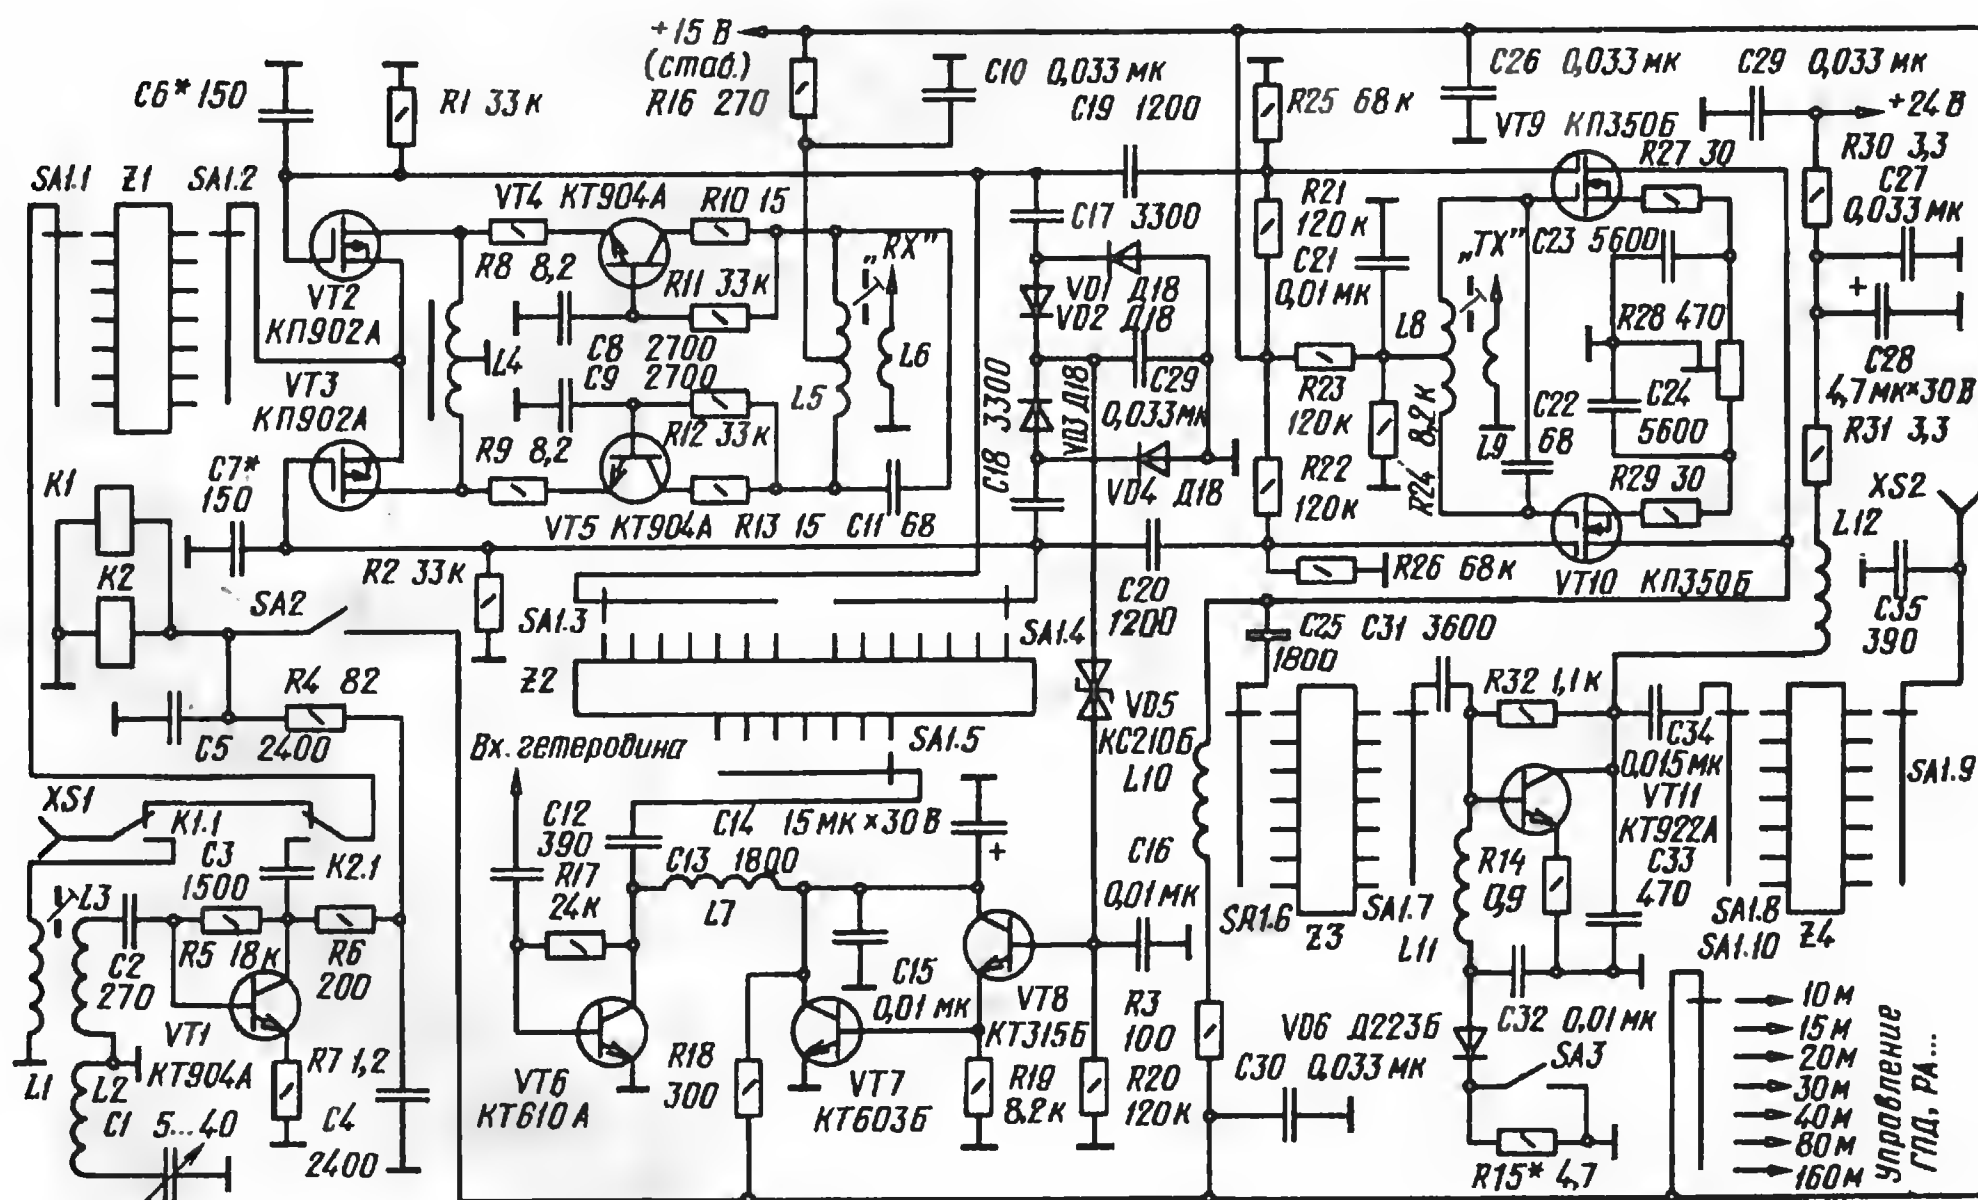 +15 В
(стаб.)
R16 270
C10 0,033 мк
C19 1200
C26 0,033 мк
C29 0,033 мк
C6* 150
R1 33 к
R25 68 к
VT9 КП350Б
+24 В
R27 30
R30 3,3
C27
0,033 мк
SA1.1 Z1 SA1.2
VT4 КТ904А
R10 15
C17 3300
R21
120 к
C21
0,01 мк
C23 5600
„RX"
„TX"
R8 8,2
R11 33 к
VD1 Д18
VD2 Д18
VT2
КП902А
L8
R28 470
C28
4,7 мк×30 В
C8 2700
C9 2700
L4
L5
L6
C29
0,033 мк
R23
120 к
VT3
КП902А
R9 8,2
R12 33 к
C18 3300
VD3 Д18
R24 8,2 к
L9
C22
68
C24
5600
R31 3,3
K1
C7*
150
VT5 КТ904А
R13 15
C11 68
VD4 Д18
R22
120 к
R29 30
XS2
L12
K2
R2 33 к
SA2
C20
1200
R26 68 к
VT10 КП350Б
C35
390
SA1.3
SA1.4
C25
1800
C31 3600
R4 82
Z2
R32 1,1 к
VD5
КС210Б
C5 2400
Вх. гетеродина
SA1.5
L10
C34
0,015 мк
SA1.9
XS1
K1.1
K2.1
C12
390
C14 15 мк×30 В
C16
0,01 мк
VT11
КТ922А
C3
1500
R17
24 к
C13 1800
L7
R14
0,9
C33
470
L3
C2
270
R5 18 к
R6
200
SA1.6 Z3 SA1.7
L11
SA1.8
SA1.10
Z4
C15
0,01 мк
VT8
КТ315Б
R3
100
VD6 Д223Б
C32 0,01 мк
VT1
КТ904А
R7 1,2
R18
300
C30 0,033 мк
SA3
L1
L2
C1 5...40
C4
2400
VT6
КТ610А
VT7
КТ603Б
R19
8,2 к
R20
120 к
R15* 4,7
10 м
15 м
20 м
30 м
40 м
80 м
160 м
Управление
ГПД, РА...